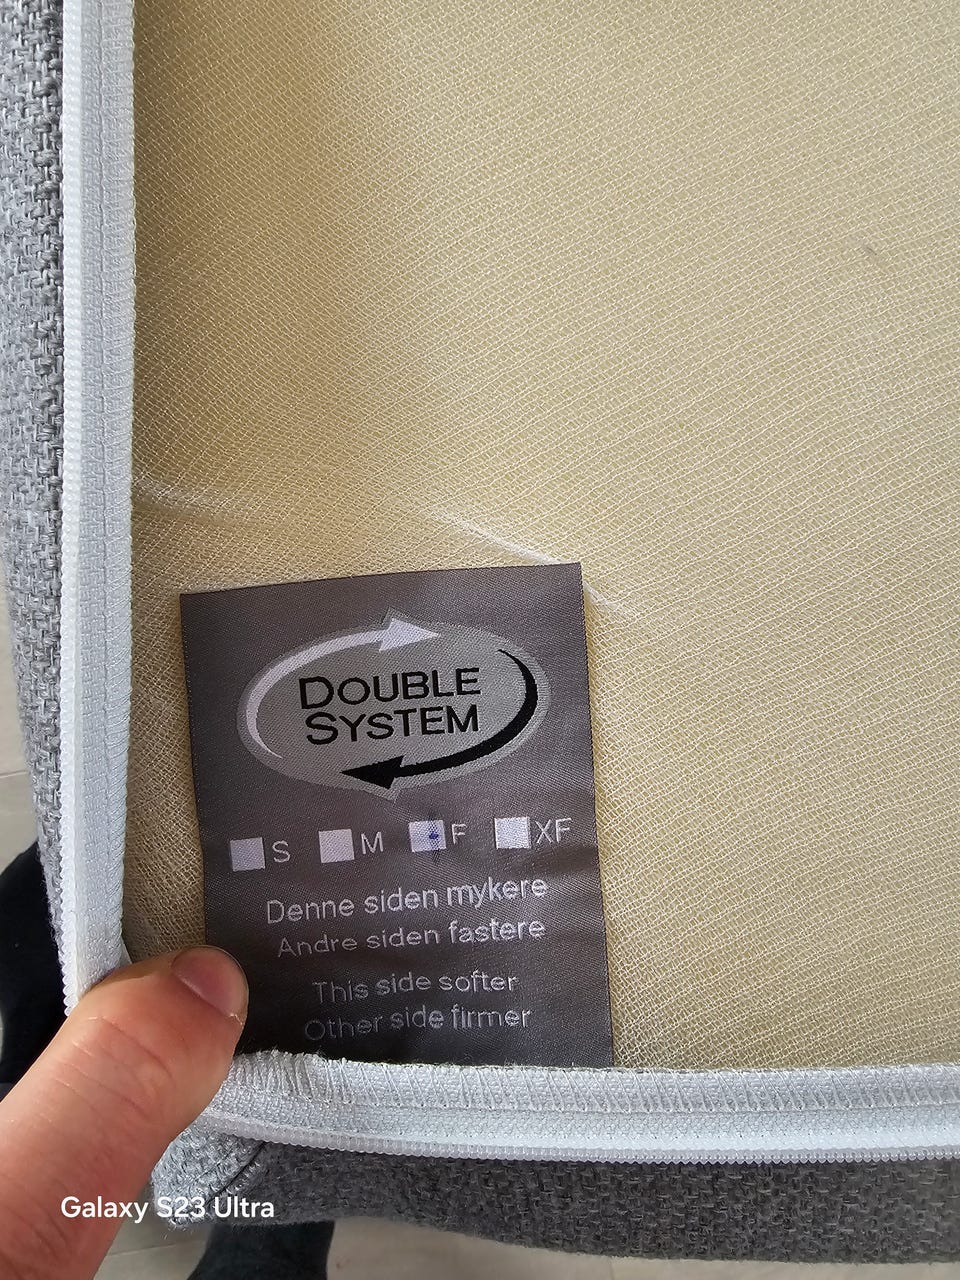 DOUBLE
SYSTEM
S M F XF
Denne siden mykere
Andre siden fastere
This side softer
Other side firmer
Galaxy S23 Ultra